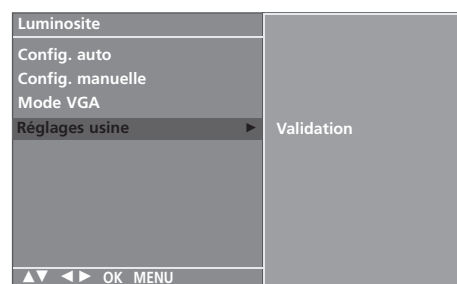 Luminosite
Config. auto
Config. manuelle
Mode VGA
Réglages usine ► Validation
▲▼ ◄► OK MENU